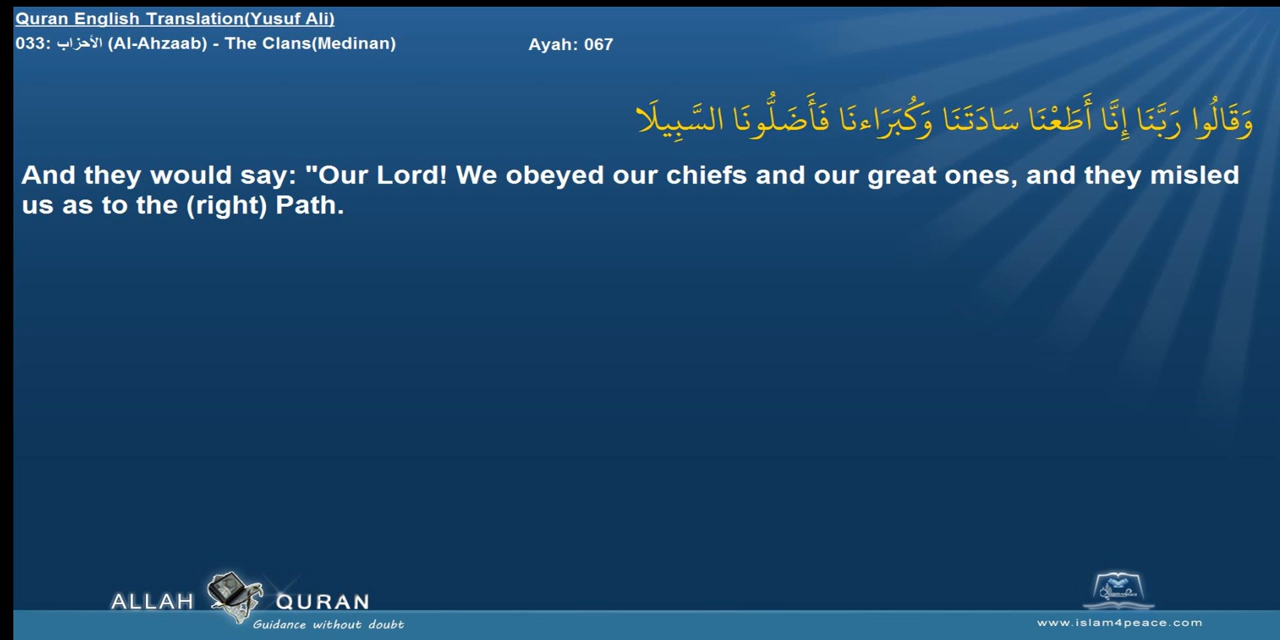 Quran English Translation(Yusuf Ali)
033: الأحزاب (Al-Ahzaab) - The Clans(Medinan) Ayah: 067
وَقَالُوا رَبَّنَا إِنَّا أَطَعْنَا سَادَتَنَا وَكُبَرَاءنَا فَأَضَلُّونَا السَّبِيلَا
And they would say: "Our Lord! We obeyed our chiefs and our great ones, and they misled
us as to the (right) Path.
ALLAH QURAN
Guidance without doubt
www.islam4peace.com